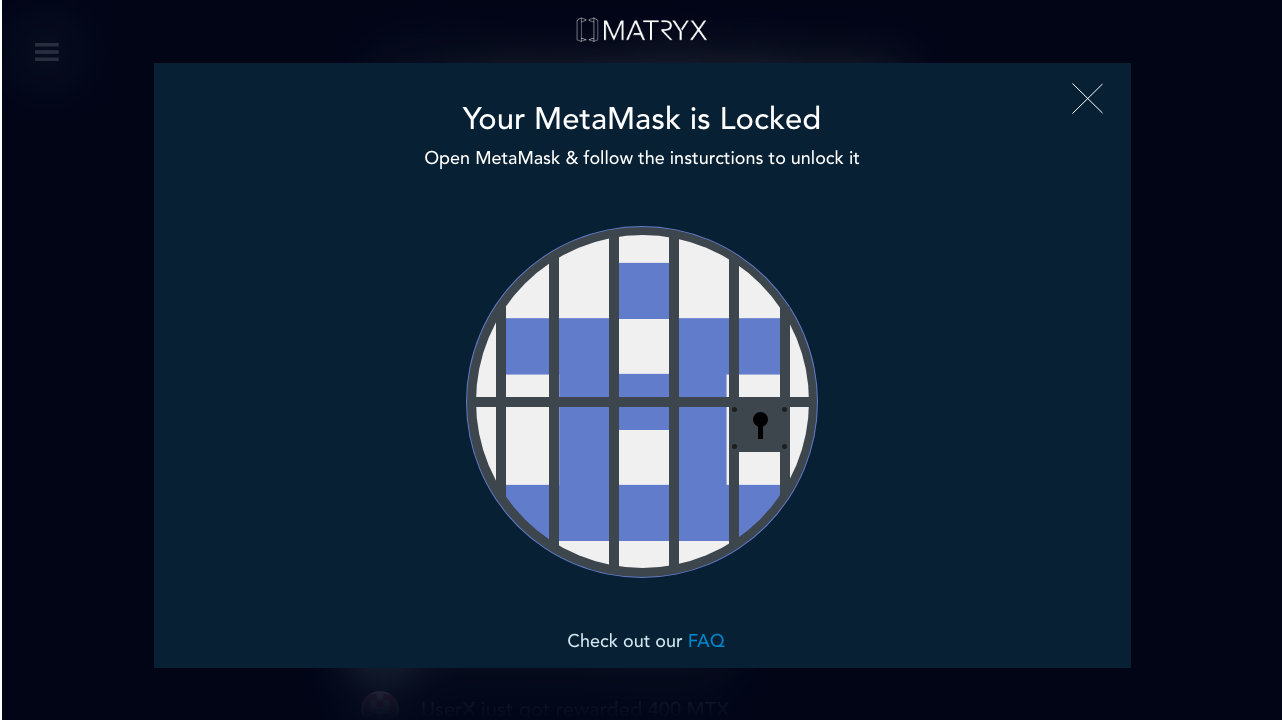 MATRYX
Your MetaMask is Locked
Open MetaMask & follow the insturctions to unlock it
Check out our FAQ
UserX just got rewarded 400 MTX